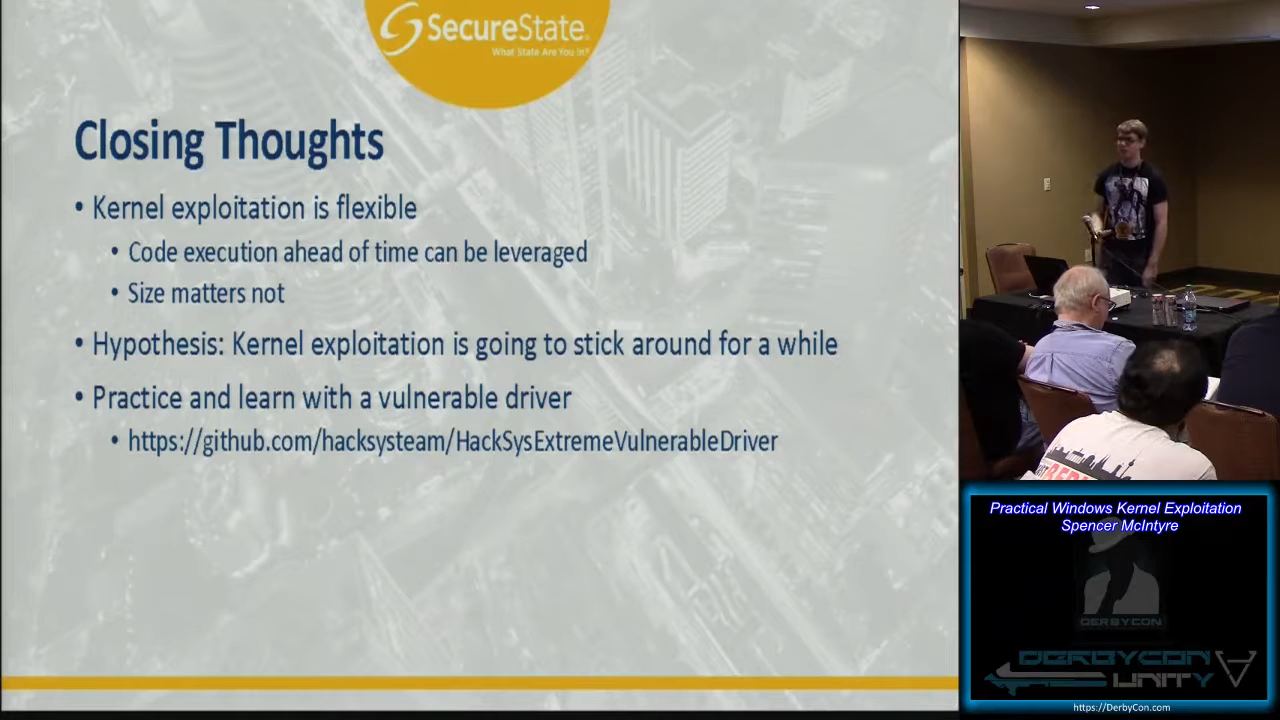 SecureState
What State Are You In?
Closing Thoughts
• Kernel exploitation is flexible
• Code execution ahead of time can be leveraged
• Size matters not
• Hypothesis: Kernel exploitation is going to stick around for a while
• Practice and learn with a vulnerable driver
• https://github.com/hacksysteam/HackSysExtremeVulnerableDriver
Practical Windows Kernel Exploitation
Spencer McIntyre
DERBYCON
DERBYCON
UNITY
https://DerbyCon.com